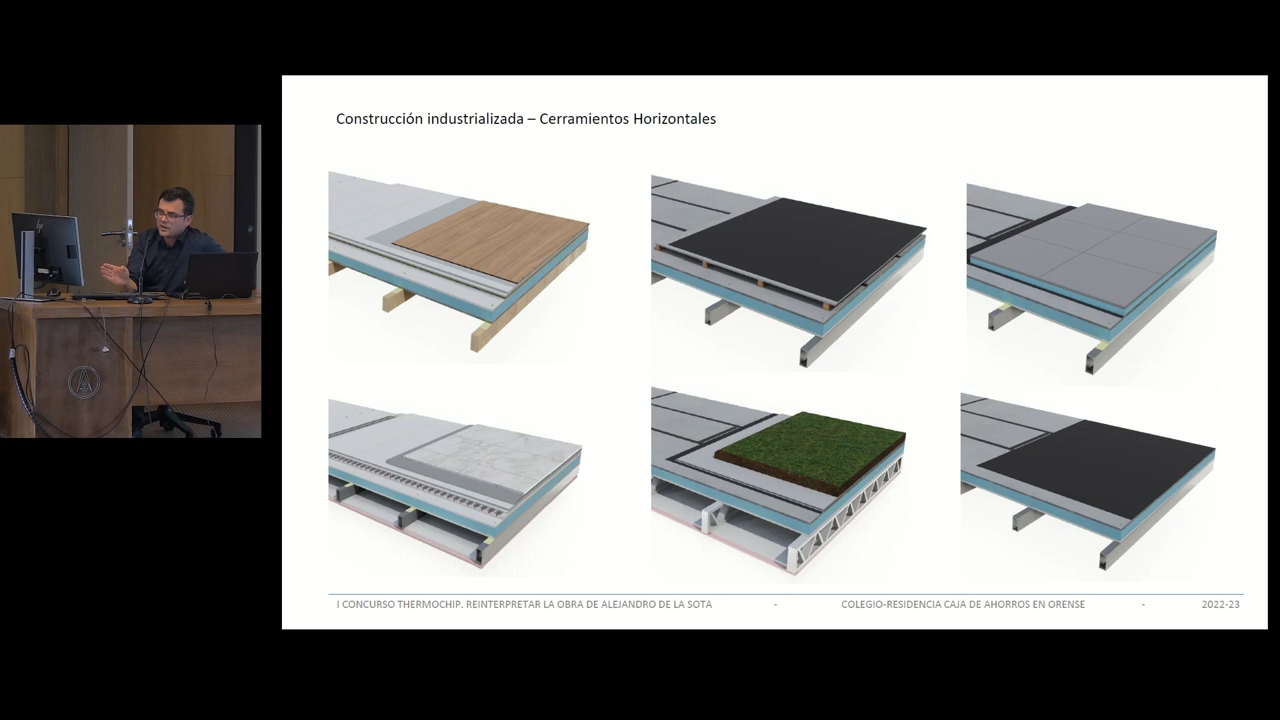 Construcción industrializada – Cerramientos Horizontales
I CONCURSO THERMOCHIP. REINTERPRETAR LA OBRA DE ALEJANDRO DE LA SOTA - COLEGIO-RESIDENCIA CAJA DE AHORROS EN ORENSE - 2022-23